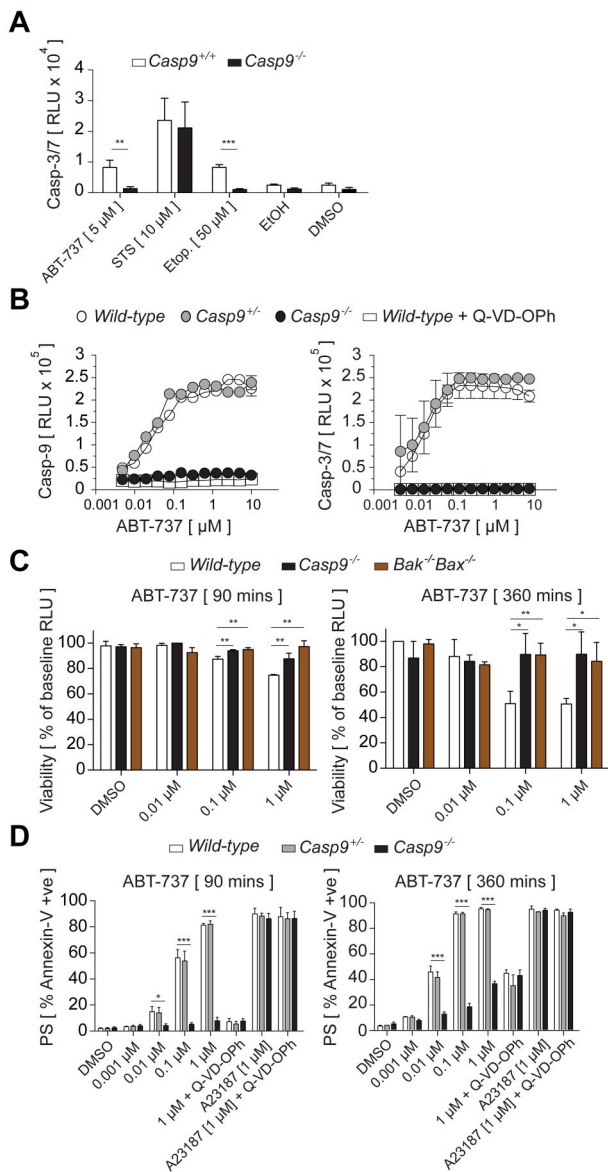 A
Casp9+/+ Casp9-/-
Casp-3/7 [ RLU x 10⁴]
4
3
2
1
0
** ***
ABT-737 [ 5 µM ]
STS [ 10 µM ]
Etop. [ 50 µM ]
EtOH
DMSO
B
Wild-type Casp9+/- Casp9-/- Wild-type + Q-VD-OPh
Casp-9 [ RLU x 10⁵]
3
2.5
2
1.5
1
0.5
0
0.001 0.01 0.1 1 10
ABT-737 [ µM ]
Casp-3/7 [ RLU x 10⁵]
3
2.5
2
1.5
1
0.5
0
0.001 0.01 0.1 1 10
ABT-737 [ µM ]
C
Wild-type Casp9-/- Bak-/-Bax-/-
ABT-737 [ 90 mins ]
Viability [ % of baseline RLU ]
100
80
60
40
20
0
** **
** **
DMSO
0.01 µM
0.1 µM
1 µM
ABT-737 [ 360 mins ]
Viability [ % of baseline RLU ]
100
80
60
40
20
0
** *
* *
DMSO
0.01 µM
0.1 µM
1 µM
D
Wild-type Casp9+/- Casp9-/-
ABT-737 [ 90 mins ]
PS [ % Annexin-V +ve ]
100
80
60
40
20
0
* *** ***
DMSO
0.001 µM
0.01 µM
0.1 µM
1 µM
1 µM + Q-VD-OPh
A23187 [1 µM]
A23187 [1 µM] + Q-VD-OPh
ABT-737 [ 360 mins ]
PS [ % Annexin-V +ve ]
100
80
60
40
20
0
*** *** ***
DMSO
0.001 µM
0.01 µM
0.1 µM
1 µM
1 µM + Q-VD-OPh
A23187 [1 µM]
A23187 [1 µM] + Q-VD-OPh